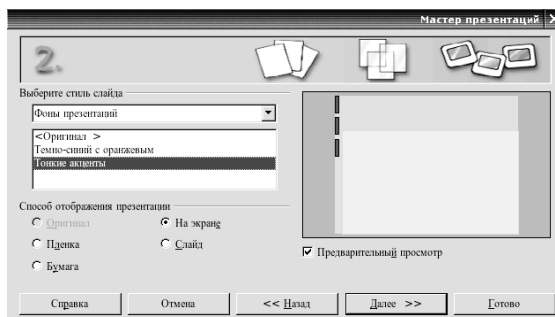 Мастер презентаций
2.
Выберите стиль слайда
Фоны презентаций
<Оригинал >
Темно-синий с оранжевым
Тонкие акценты
Способ отображения презентации
Оригинал
На экране
Пленка
Слайд
Бумага
Предварительный просмотр
Справка
Отмена
<< Назад
Далее >>
Готово